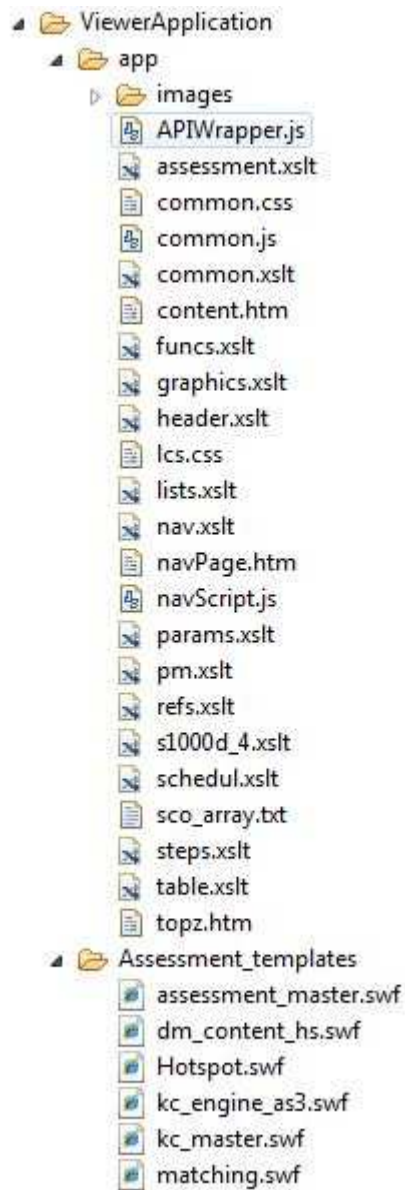 ViewerApplication
app
images
APIWrapper.js
assessment.xslt
common.css
common.js
common.xslt
content.htm
funcs.xslt
graphics.xslt
header.xslt
lcs.css
lists.xslt
nav.xslt
navPage.htm
navScript.js
params.xslt
pm.xslt
refs.xslt
s1000d_4.xslt
schedul.xslt
sco_array.txt
steps.xslt
table.xslt
topz.htm
Assessment_templates
assessment_master.swf
dm_content_hs.swf
Hotspot.swf
kc_engine_as3.swf
kc_master.swf
matching.swf